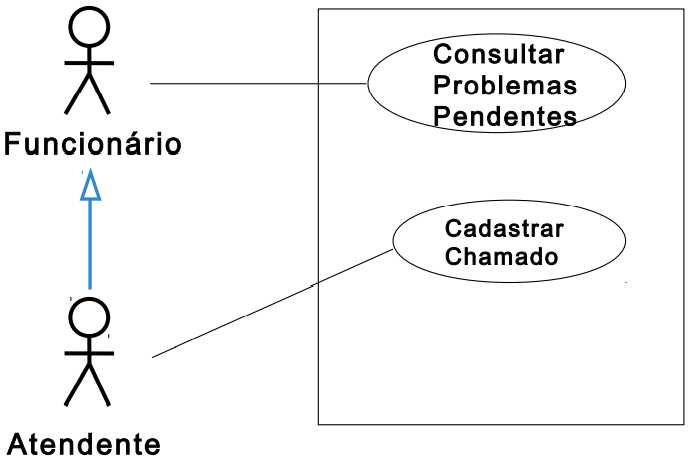 Consultar
Problemas
Pendentes
Funcionário
Cadastrar
Chamado
Atendente